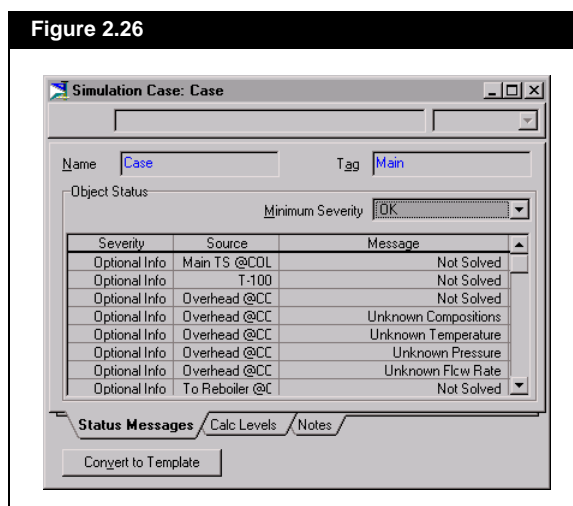 Figure 2.26
Simulation Case: Case
Name Case Tag Main
Object Status
Minimum Severity OK
Severity Source Message
Optional Info Main TS @COL Not Solved
Optional Info T-100 Not Solved
Optional Info Overhead @CC Not Solved
Optional Info Overhead @CC Unknown Compositions
Optional Info Overhead @CC Unknown Temperature
Optional Info Overhead @CC Unknown Pressure
Optional Info Overhead @CC Unknown Flow Rate
Optional Info To Reboiler @C Not Solved
Status Messages Calc Levels Notes
Convert to Template